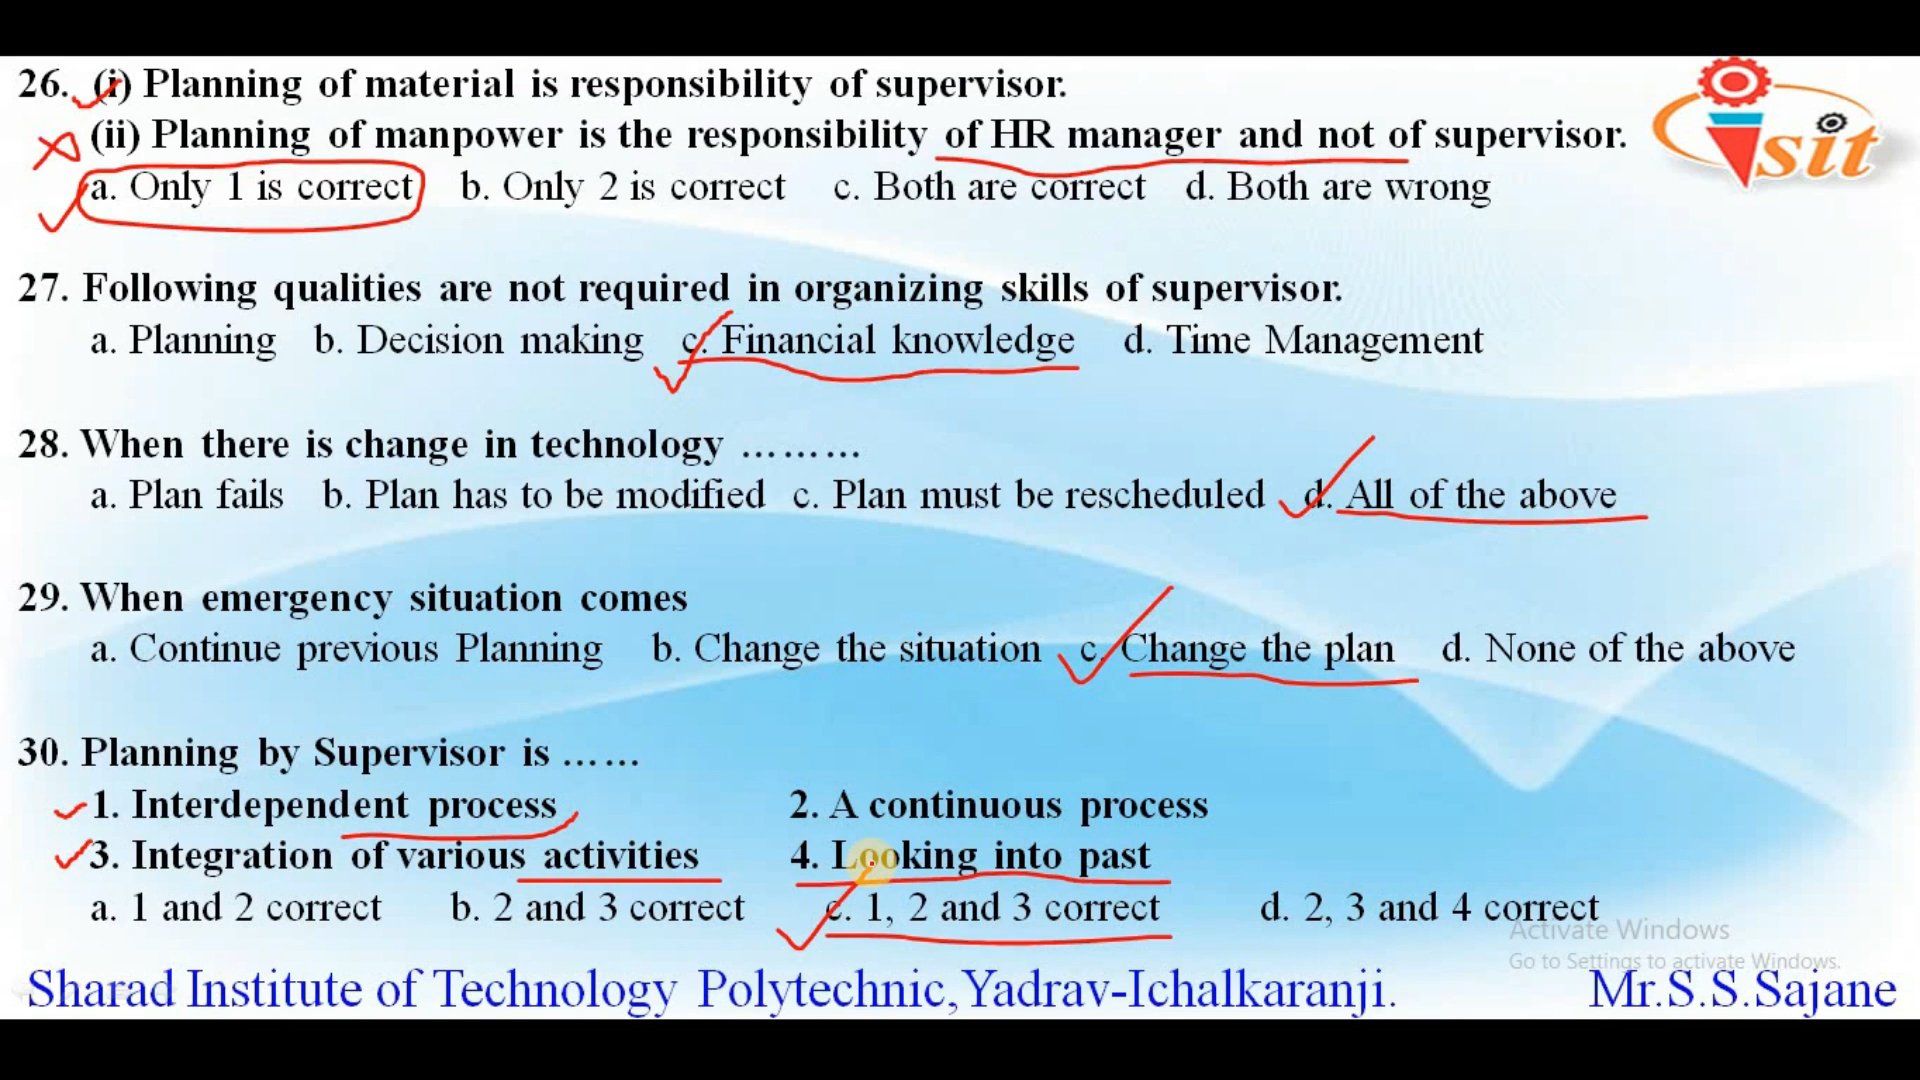 26. (i) Planning of material is responsibility of supervisor.
(ii) Planning of manpower is the responsibility of HR manager and not of supervisor.
a. Only 1 is correct b. Only 2 is correct c. Both are correct d. Both are wrong
sit
27. Following qualities are not required in organizing skills of supervisor.
a. Planning b. Decision making c. Financial knowledge d. Time Management
28. When there is change in technology ………
a. Plan fails b. Plan has to be modified c. Plan must be rescheduled d. All of the above
29. When emergency situation comes
a. Continue previous Planning b. Change the situation c. Change the plan d. None of the above
30. Planning by Supervisor is ……
1. Interdependent process 2. A continuous process
3. Integration of various activities 4. Looking into past
a. 1 and 2 correct b. 2 and 3 correct c. 1, 2 and 3 correct d. 2, 3 and 4 correct
Activate Windows
Go to Settings to activate Windows.
Sharad Institute of Technology Polytechnic, Yadrav-Ichalkaranji. Mr.S.S.Sajane